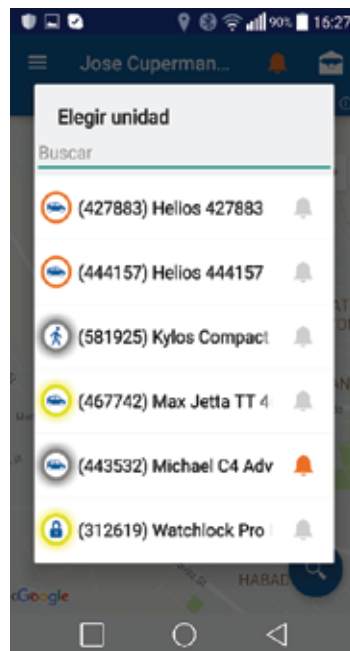 90% 16:27
Jose Cuperman...
Elegir unidad
Buscar
(427883) Helios 427883
(444157) Helios 444157
(581925) Kylos Compact
(467742) Max Jetta TT 4
(443532) Michael C4 Adv
(312619) Watchlock Pro
HABAD
Google